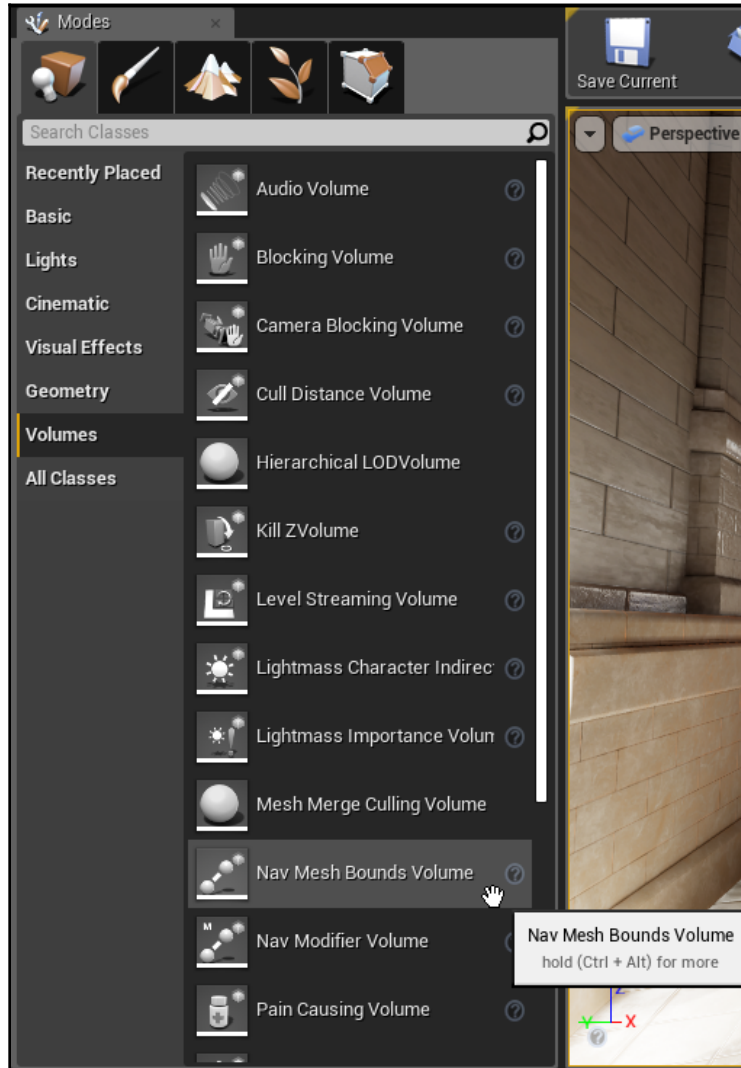 Modes
Save Current
Search Classes
Perspective
Recently Placed
Basic
Lights
Cinematic
Visual Effects
Geometry
Volumes
All Classes
Audio Volume
Blocking Volume
Camera Blocking Volume
Cull Distance Volume
Hierarchical LODVolume
Kill ZVolume
Level Streaming Volume
Lightmass Character Indirec
Lightmass Importance Volum
Mesh Merge Culling Volume
Nav Mesh Bounds Volume
M
Nav Modifier Volume
Pain Causing Volume
Nav Mesh Bounds Volume
hold (Ctrl + Alt) for more
Z
Y
X